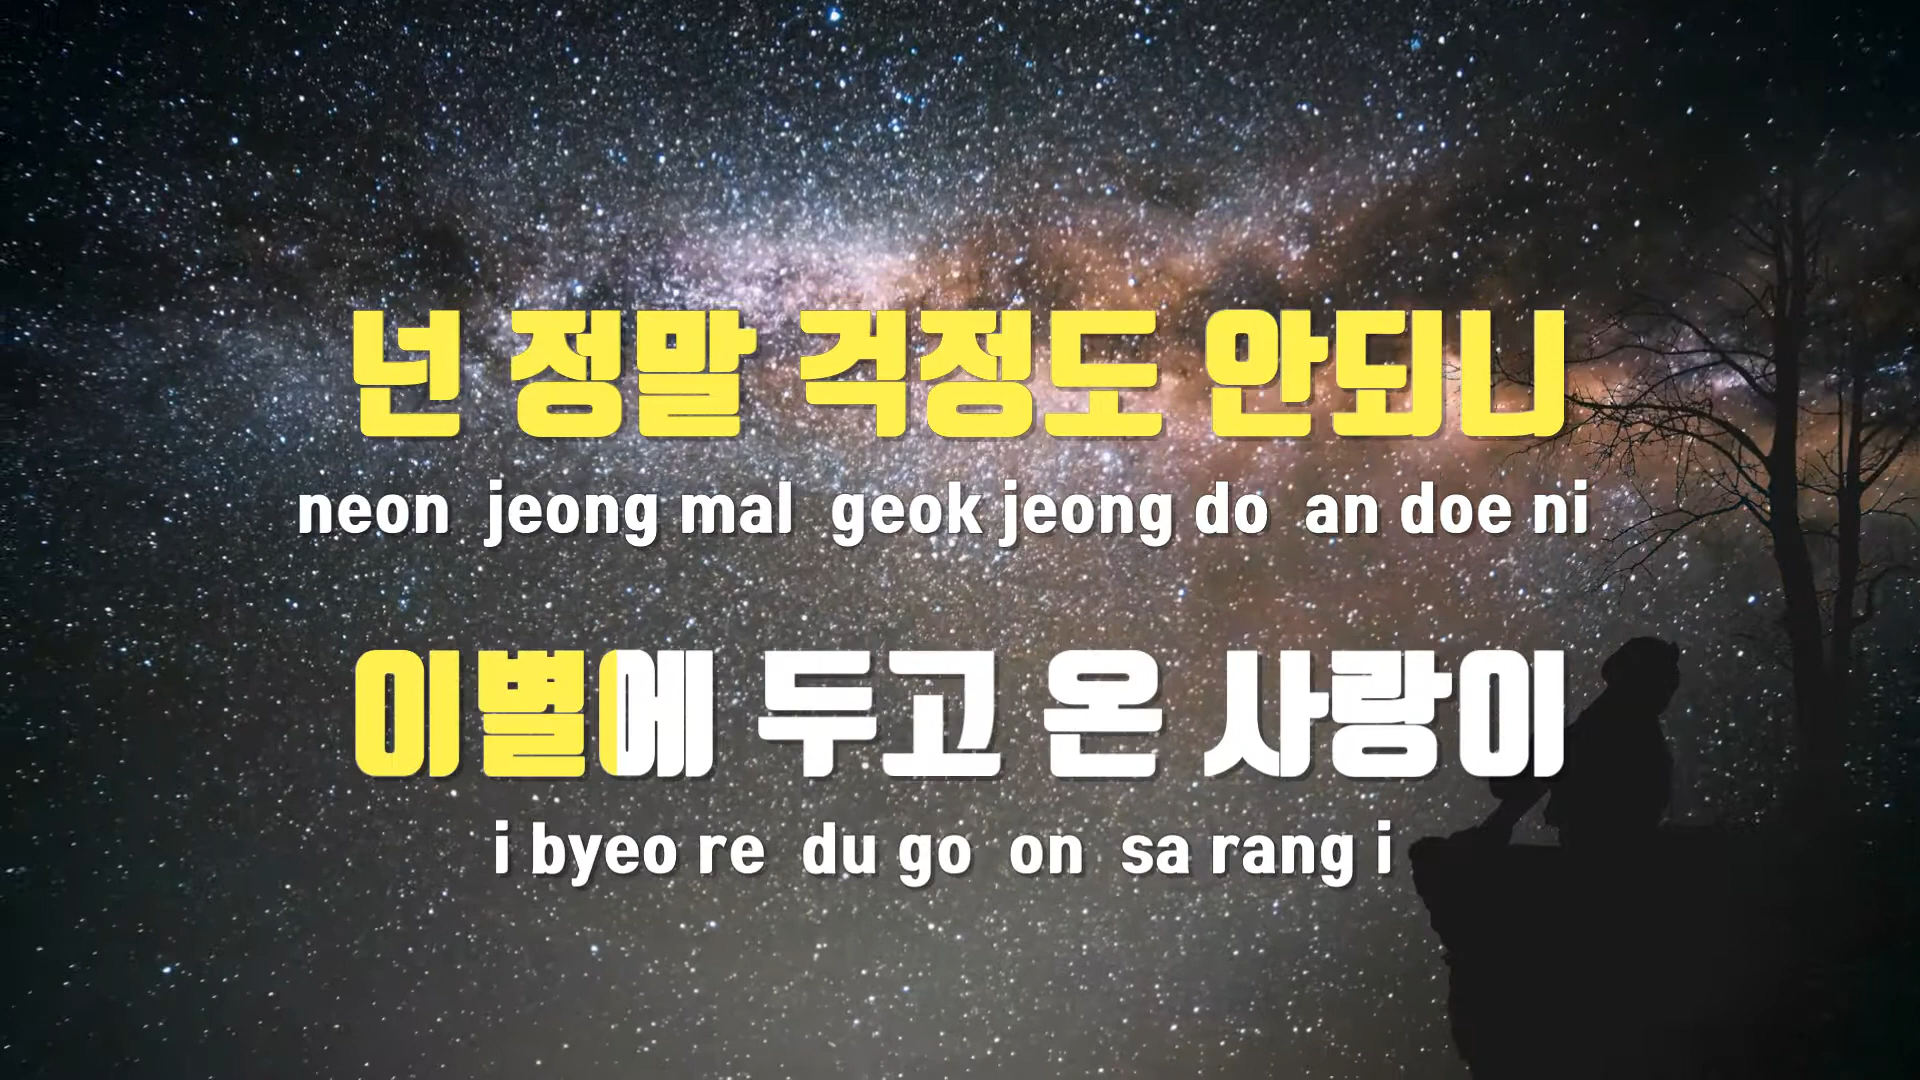 넌 정말 걱정도 안되니
neon jeong mal geok jeong do an doe ni
이별에 두고 온 사랑이
i byeo re du go on sa rang i